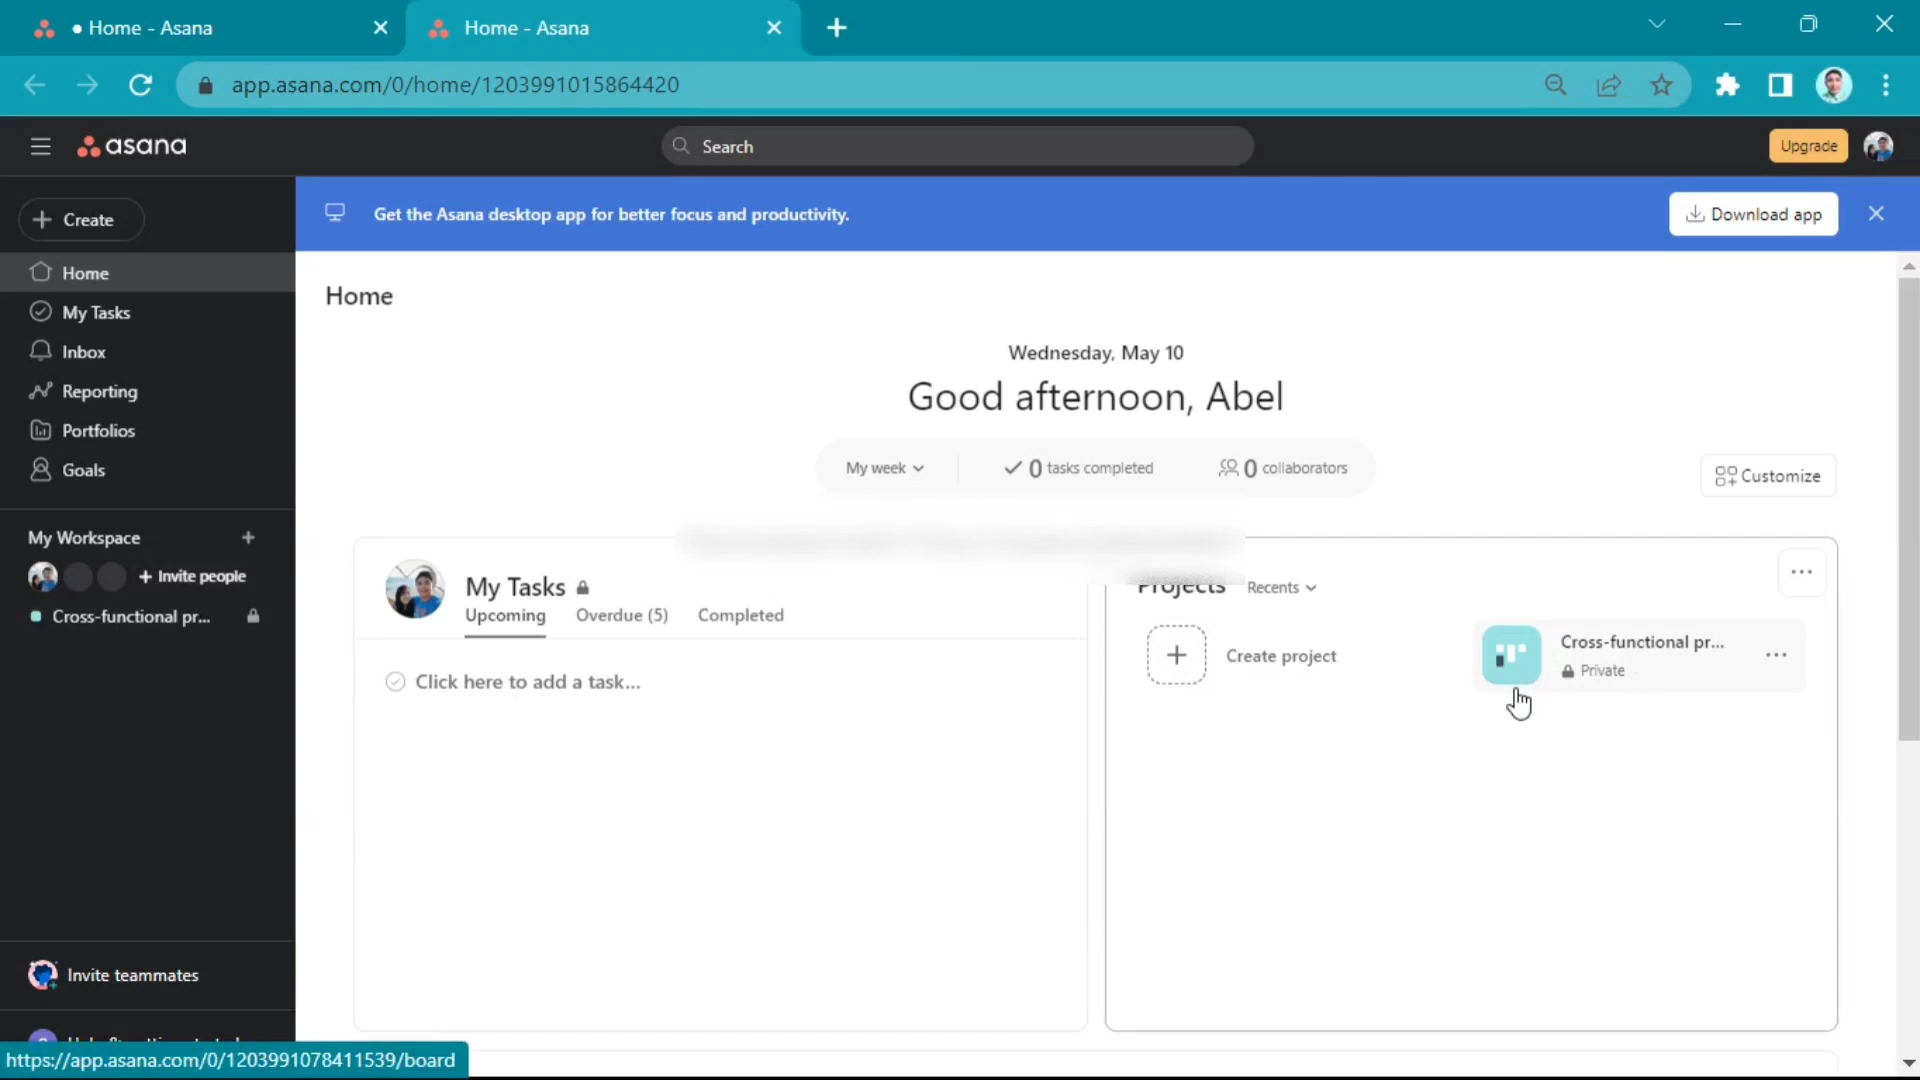 Home - Asana
Home - Asana
app.asana.com/0/home/1203991015864420
asana
Search
Upgrade
Create
Get the Asana desktop app for better focus and productivity.
Download app
Home
My Tasks
Inbox
Reporting
Portfolios
Goals
My Workspace
Invite people
Cross-functional pr...
Invite teammates
https://app.asana.com/0/1203991078411539/board
Home
Wednesday, May 10
Good afternoon, Abel
My week
0 tasks completed
0 collaborators
Customize
My Tasks
Upcoming
Overdue (5)
Completed
Click here to add a task...
Projects
Recents
Create project
Cross-functional pr...
Private